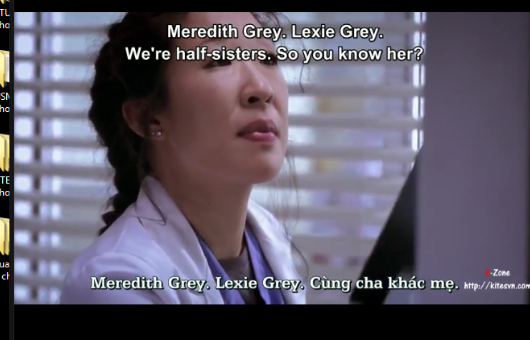 Meredith Grey. Lexie Grey.
We're half-sisters. So you know her?
Meredith Grey. Lexie Grey. Cùng cha khác mẹ.
-Zone
http://kitesvn.com